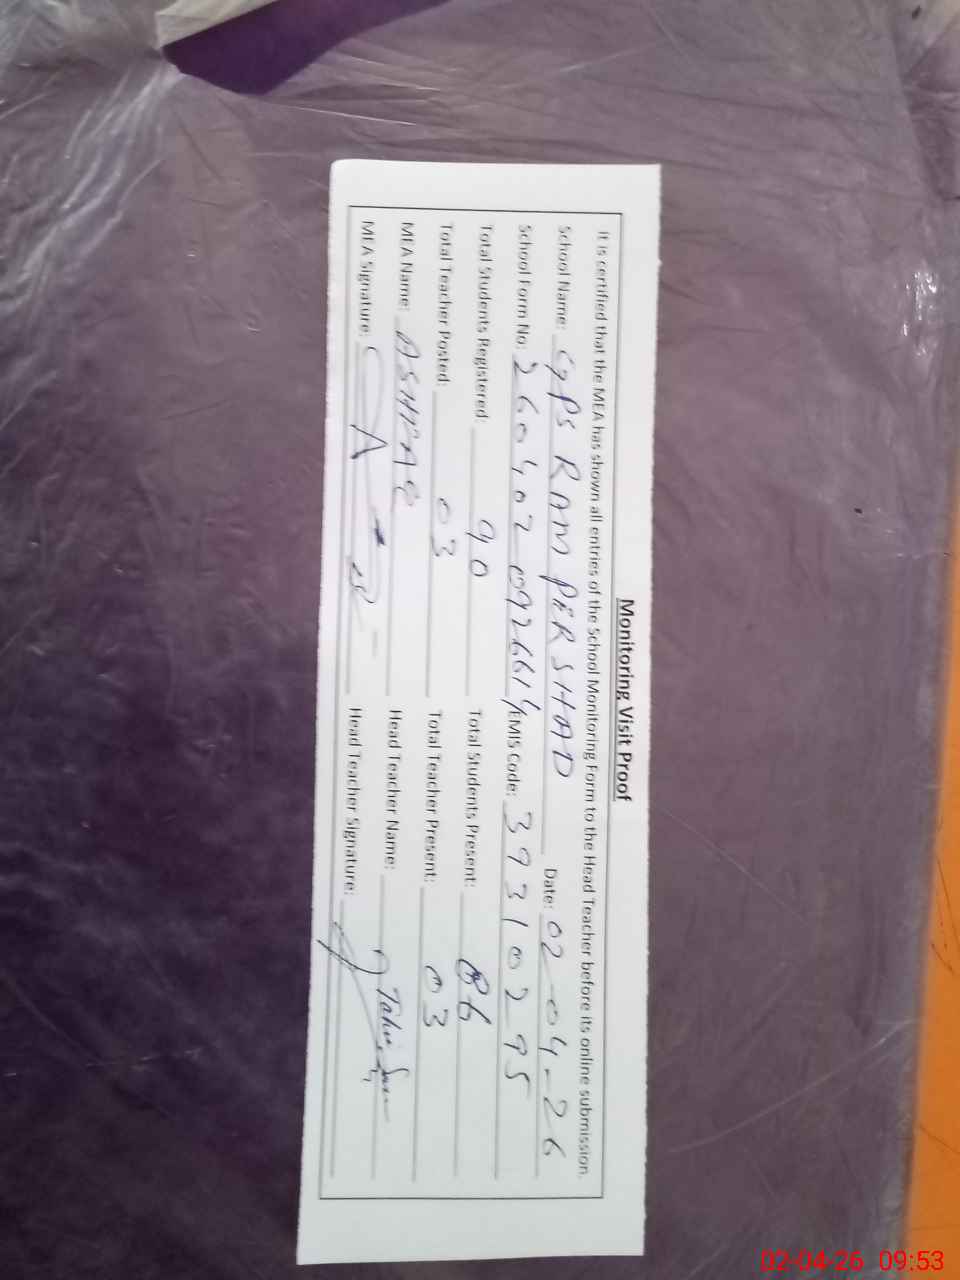 Monitoring Visit Proof
It is certified that the MEA has shown all entries of the School Monitoring Form to the Head Teacher before its online submission.
School Name: GPS RAM PERSHAD Date: 02-04-26
School Form No: 260402 0926614 EMIS Code: 39310295
Total Students Registered: 90 Total Students Present: 86
Total Teacher Posted: 03 Total Teacher Present: 03
MEA Name: ASHFAQ Head Teacher Name: Tahir
MEA Signature: Head Teacher Signature:
02-04-26 09:53